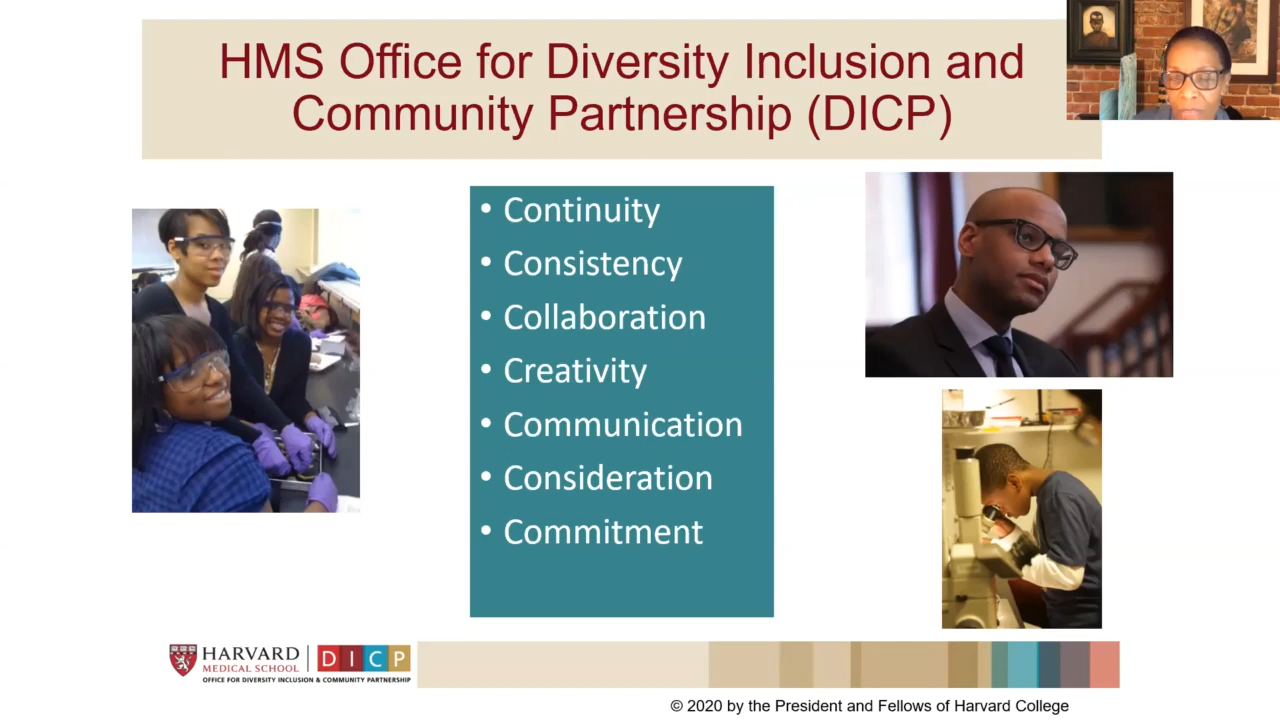 HMS Office for Diversity Inclusion and
Community Partnership (DICP)
• Continuity
• Consistency
• Collaboration
• Creativity
• Communication
• Consideration
• Commitment
HARVARD
MEDICAL SCHOOL
DICP
OFFICE FOR DIVERSITY INCLUSION & COMMUNITY PARTNERSHIP
© 2020 by the President and Fellows of Harvard College